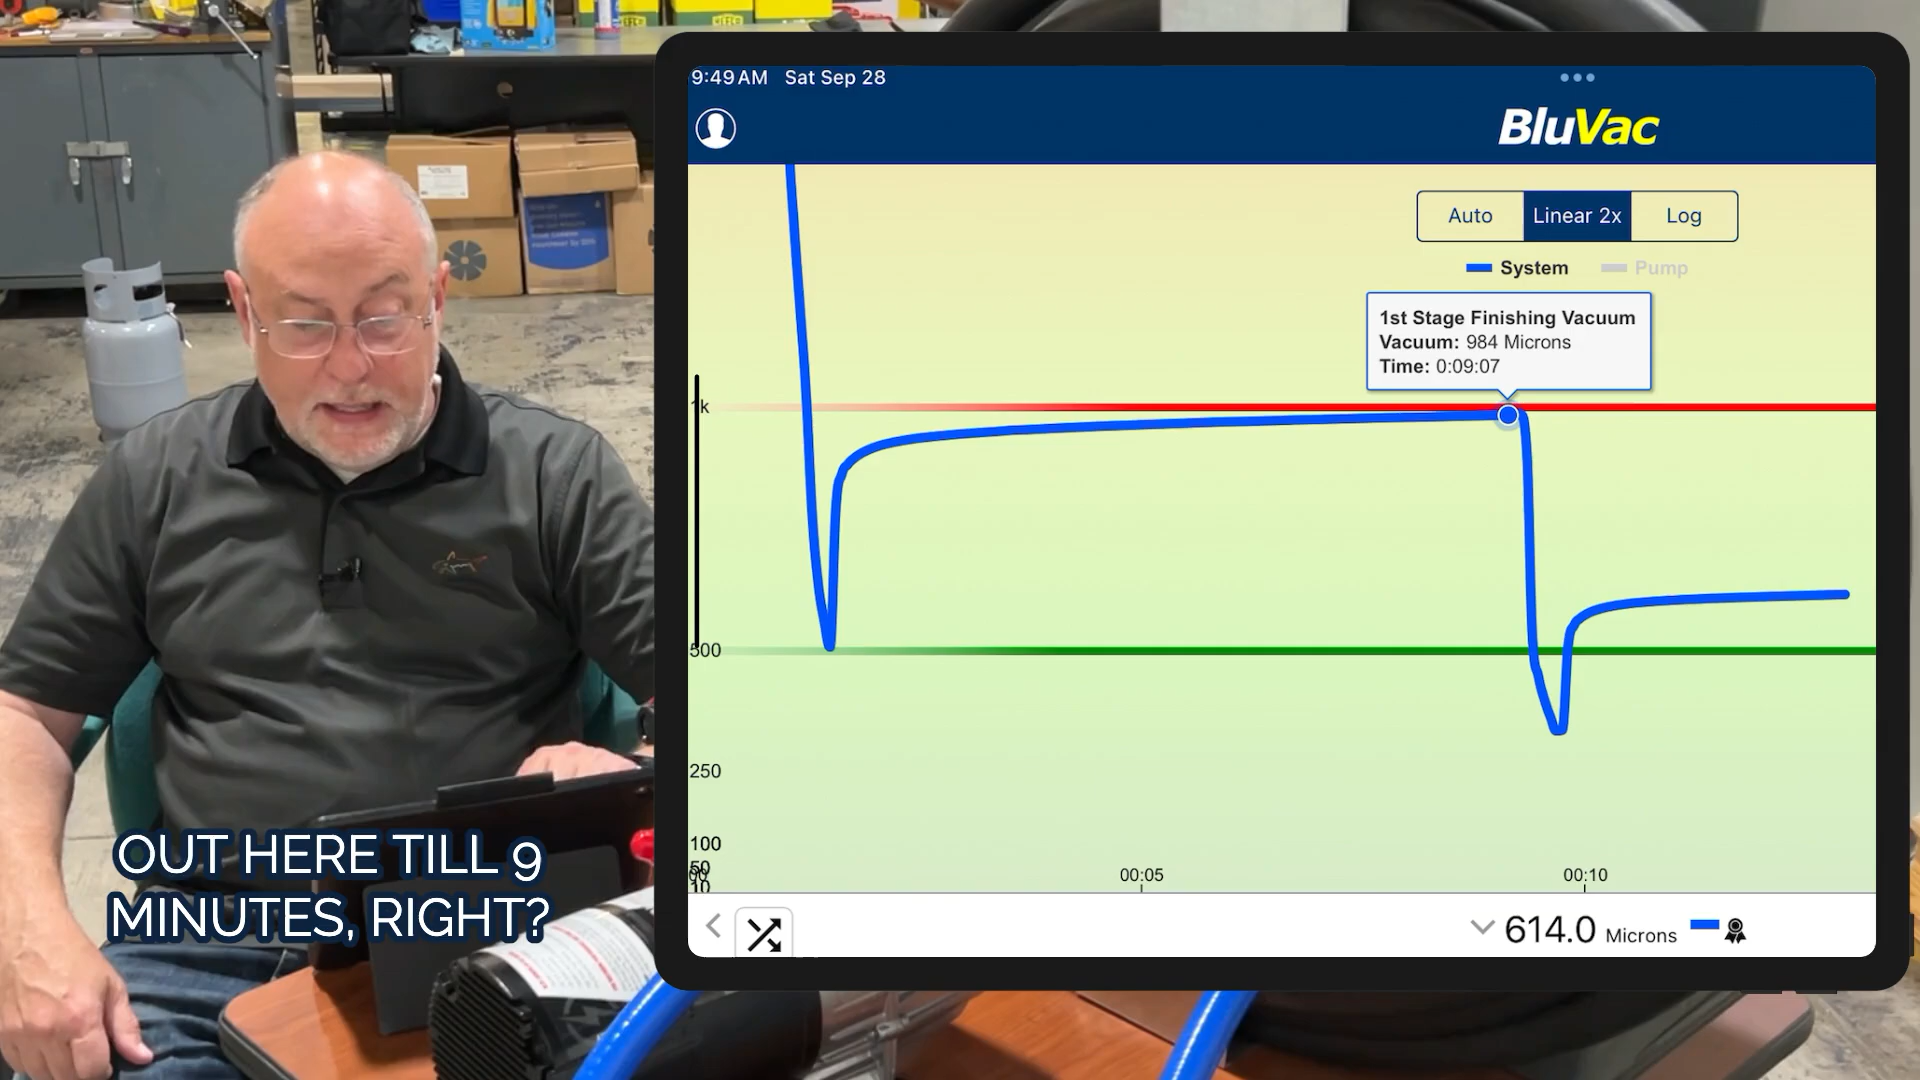 9:49 AM Sat Sep 28
BluVac
Auto Linear 2x Log
System Pump
1st Stage Finishing Vacuum
Vacuum: 984 Microns
Time: 0:09:07
1k
500
250
100
50
10
00:05 00:10
614.0 Microns
OUT HERE TILL 9
MINUTES, RIGHT?